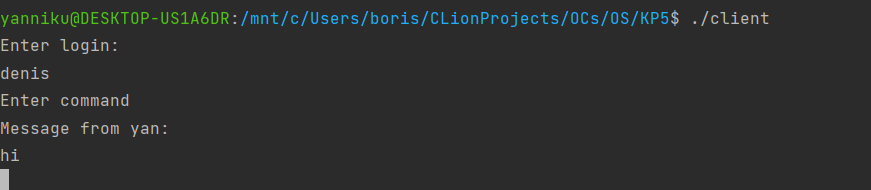 yanniku@DESKTOP-US1A6DR:/mnt/c/Users/boris/CLionProjects/OCs/OS/KP5$ ./client
Enter login:
denis
Enter command
Message from yan:
hi